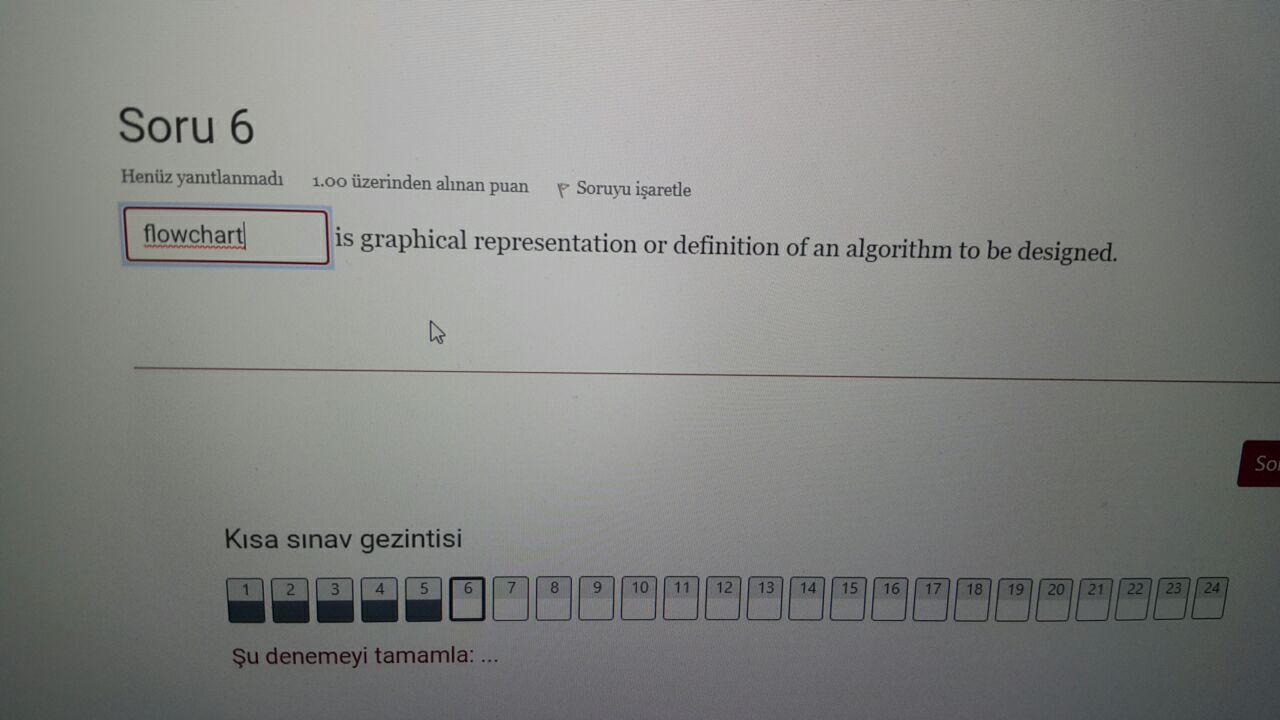 Soru 6
Henüz yanıtlanmadı 1.00 üzerinden alınan puan Soruyu işaretle
flowchart is graphical representation or definition of an algorithm to be designed.
Kısa sınav gezintisi
1 2 3 4 5 6 7 8 9 10 11 12 13 14 15 16 17 18 19 20 21 22 23 24
Şu denemeyi tamamla: ...